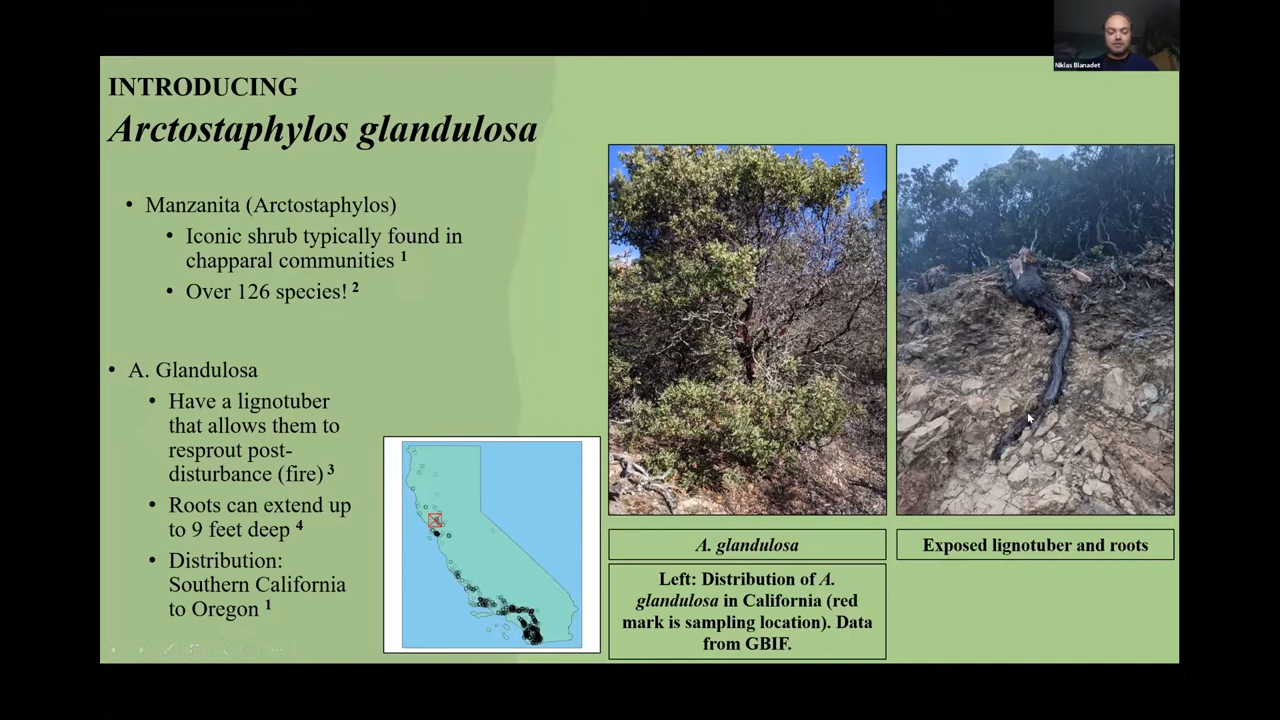 Niklas Blanadet
INTRODUCING
Arctostaphylos glandulosa
• Manzanita (Arctostaphylos)
• Iconic shrub typically found in
chapparal communities ¹
• Over 126 species! ²
• A. Glandulosa
• Have a lignotuber
that allows them to
resprout post-
disturbance (fire) ³
• Roots can extend up
to 9 feet deep ⁴
• Distribution:
Southern California
to Oregon ¹
A. glandulosa
Exposed lignotuber and roots
Left: Distribution of A.
glandulosa in California (red
mark is sampling location). Data
from GBIF.